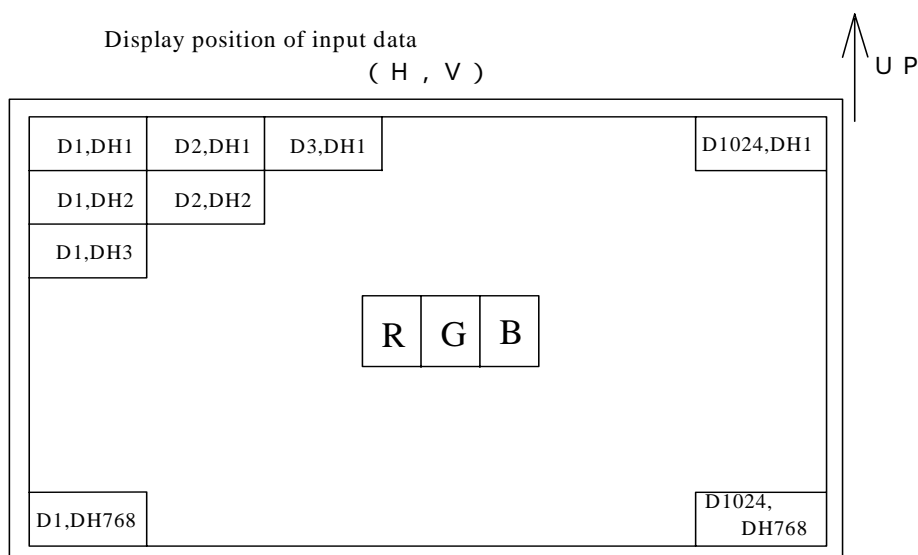 Display position of input data
( H , V )
U P
D1,DH1 D2,DH1 D3,DH1 D1024,DH1
D1,DH2 D2,DH2
D1,DH3
R G B
D1,DH768 D1024,
DH768